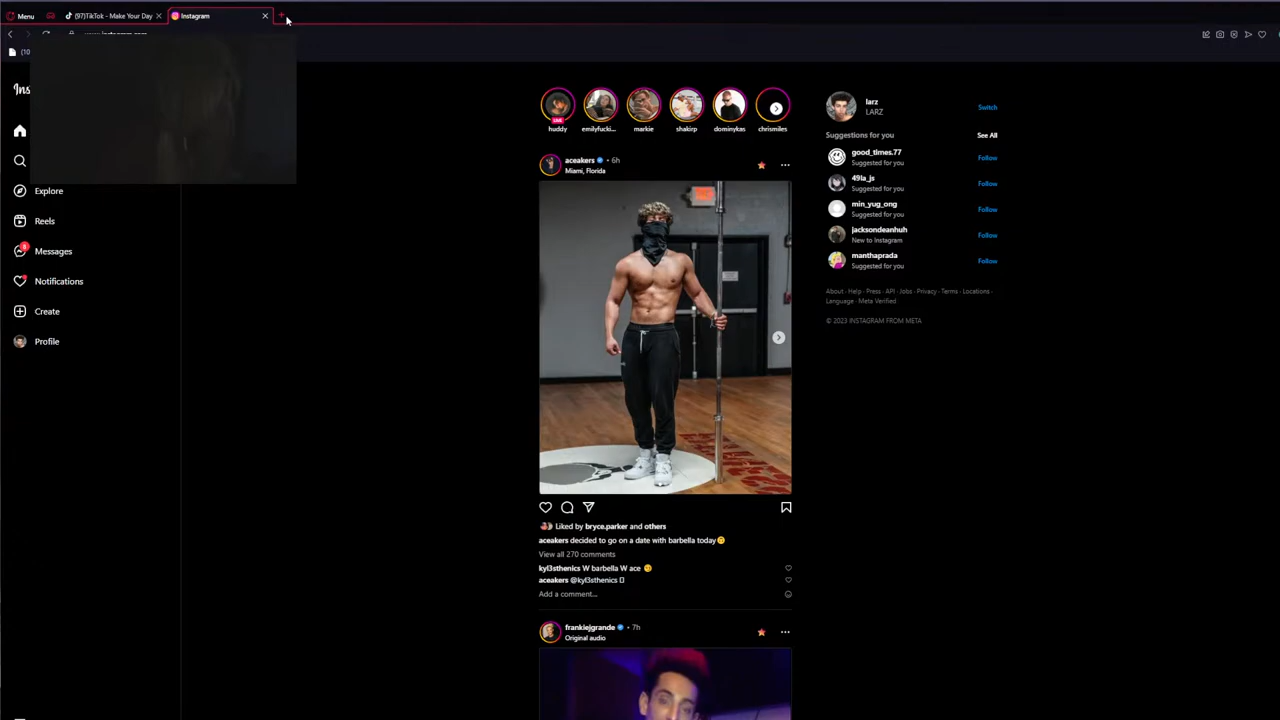 Menu
(97)TikTok - Make Your Day
Instagram
(10
Ins
Explore
Reels
Messages
Notifications
Create
Profile
huddy
emilyfucki...
markie
shakirp
dominykas
chrismiles
LIVE
aceakers • 6h
Miami, Florida
Liked by bryce.parker and others
aceakers decided to go on a date with barbella today🙃
View all 270 comments
kyl3sthenics W barbella W ace 😏
aceakers @kyl3sthenics
Add a comment...
frankiejgrande • 7h
Original audio
larz
LARZ
Switch
Suggestions for you
See All
good_times.77
Suggested for you
Follow
49la_js
Suggested for you
Follow
min_yug_ong
Suggested for you
Follow
jacksondeanhuh
New to Instagram
Follow
manthaprada
Suggested for you
Follow
About · Help · Press · API · Jobs · Privacy · Terms · Locations ·
Language · Meta Verified
© 2023 INSTAGRAM FROM META